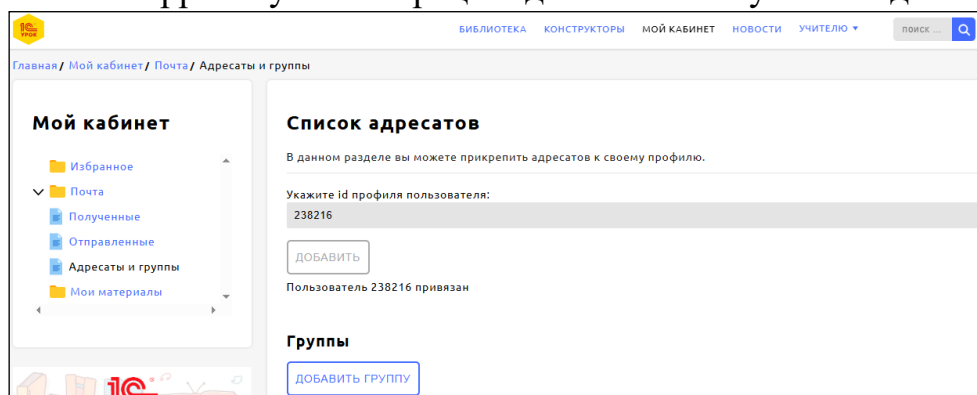 1С:
УРОК
БИБЛИОТЕКА КОНСТРУКТОРЫ МОЙ КАБИНЕТ НОВОСТИ УЧИТЕЛЮ ▾ ПОИСК ...
Главная / Мой кабинет / Почта / Адресаты и группы
Мой кабинет
Избранное
Почта
Полученные
Отправленные
Адресаты и группы
Мои материалы
Список адресатов
В данном разделе вы можете прикрепить адресатов к своему профилю.
Укажите id профиля пользователя:
238216
ДОБАВИТЬ
Пользователь 238216 привязан
Группы
ДОБАВИТЬ ГРУППУ
1С